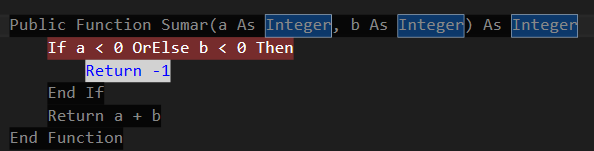 Public Function Sumar(a As Integer, b As Integer) As Integer
If a < 0 OrElse b < 0 Then
Return -1
End If
Return a + b
End Function